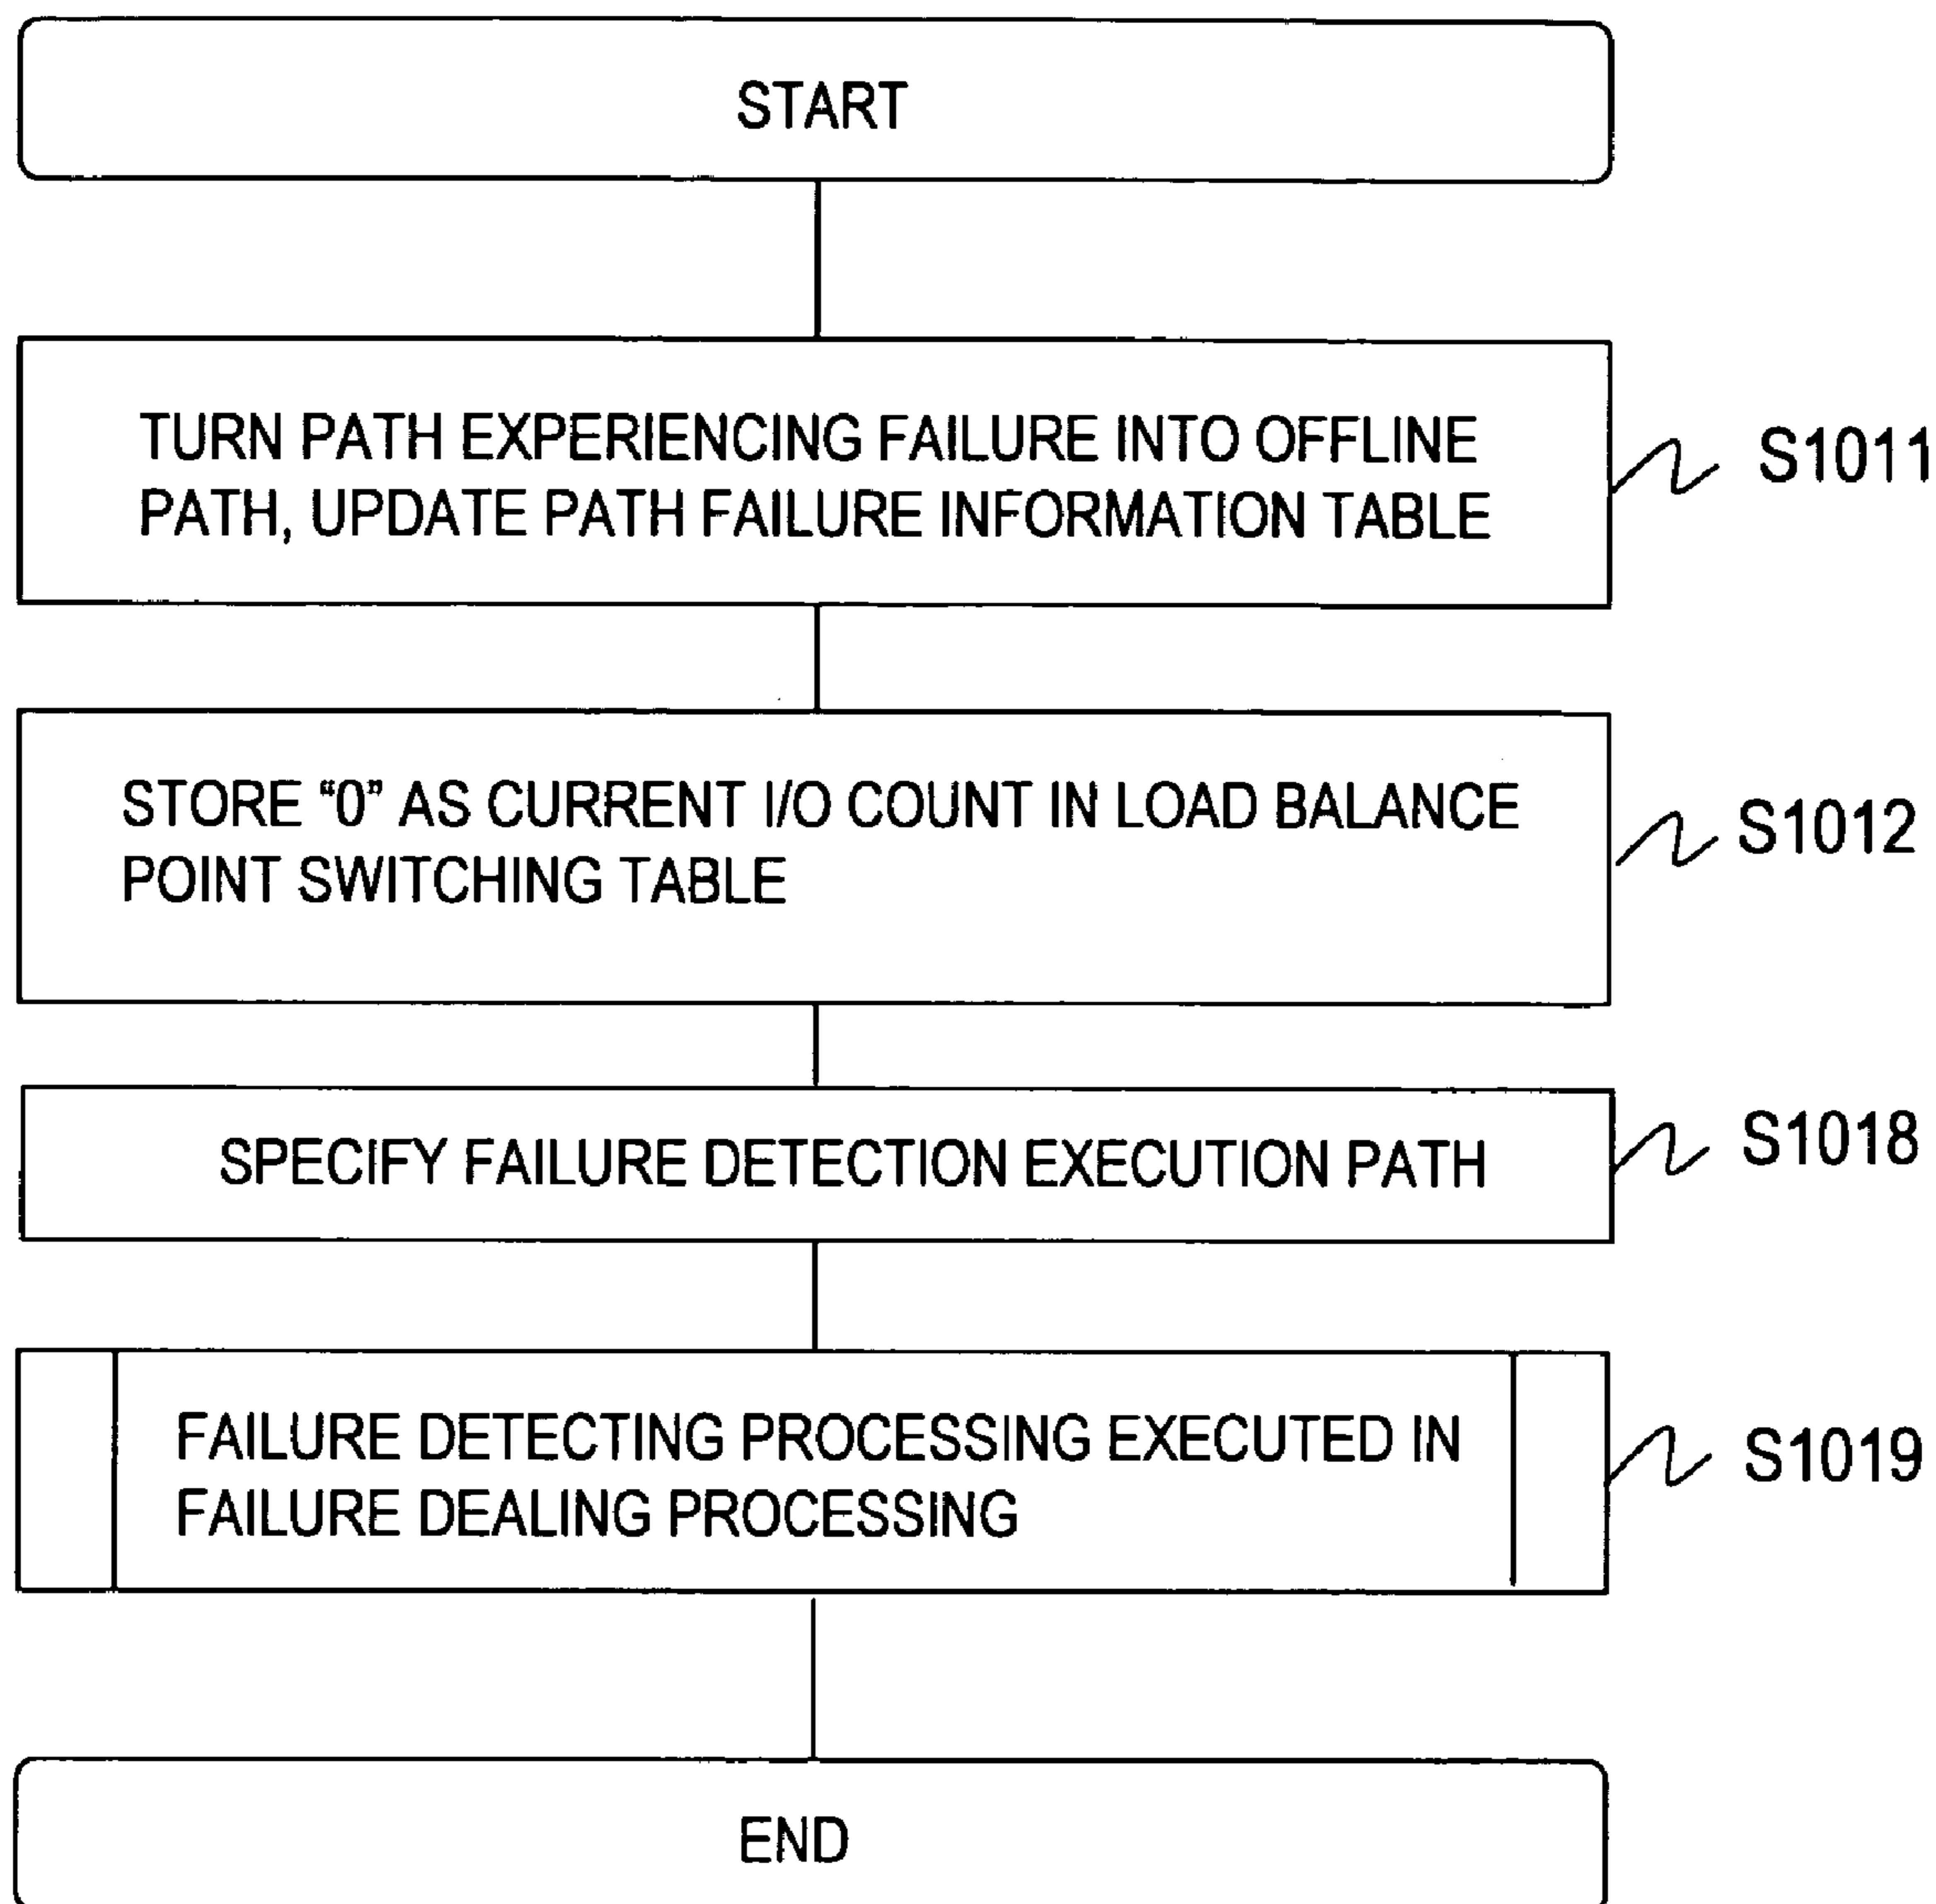 START
TURN PATH EXPERIENCING FAILURE INTO OFFLINE
PATH, UPDATE PATH FAILURE INFORMATION TABLE
S1011
STORE “0” AS CURRENT I/O COUNT IN LOAD BALANCE
POINT SWITCHING TABLE
S1012
SPECIFY FAILURE DETECTION EXECUTION PATH
S1018
FAILURE DETECTING PROCESSING EXECUTED IN
FAILURE DEALING PROCESSING
S1019
END